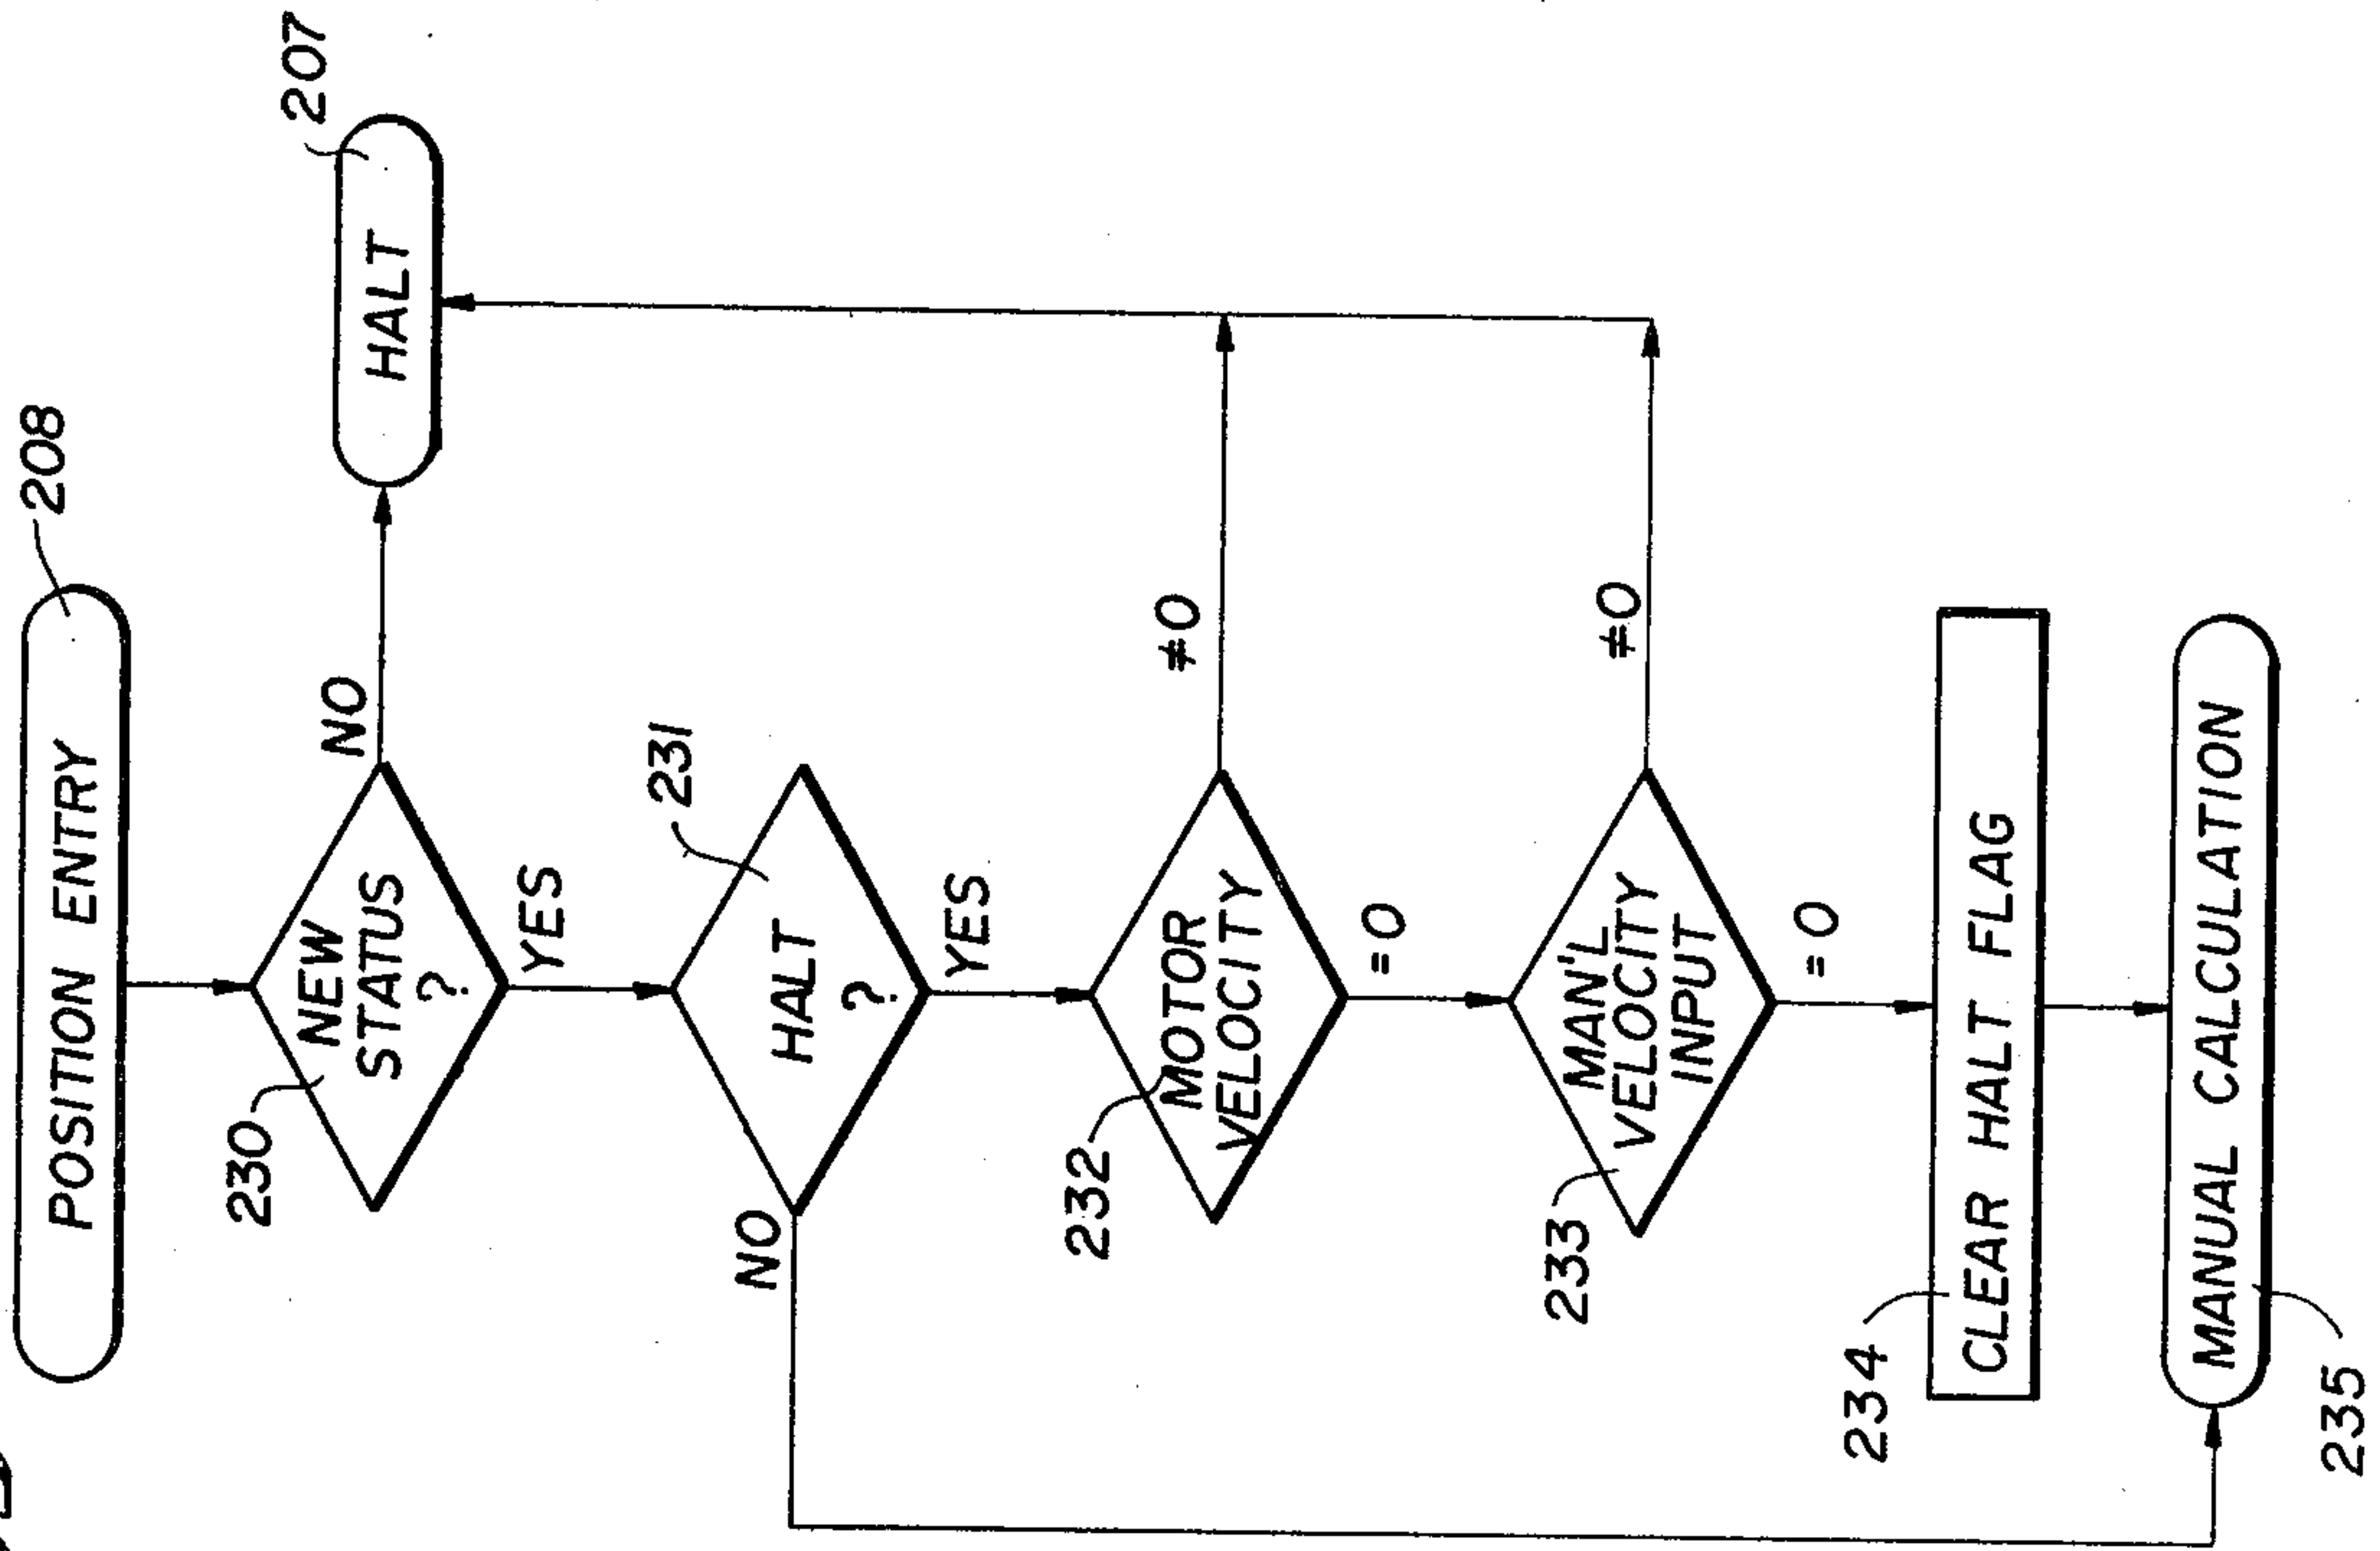 208
POSITION ENTRY
230
NEW
STATUS
?
NO
207
HALT
YES
231
HALT
?
NO
YES
232
MOTOR
VELOCITY
≠0
=0
233
MAN'L
VELOCITY
INPUT
≠0
=0
234
CLEAR HALT FLAG
MANUAL CALCULATION
235